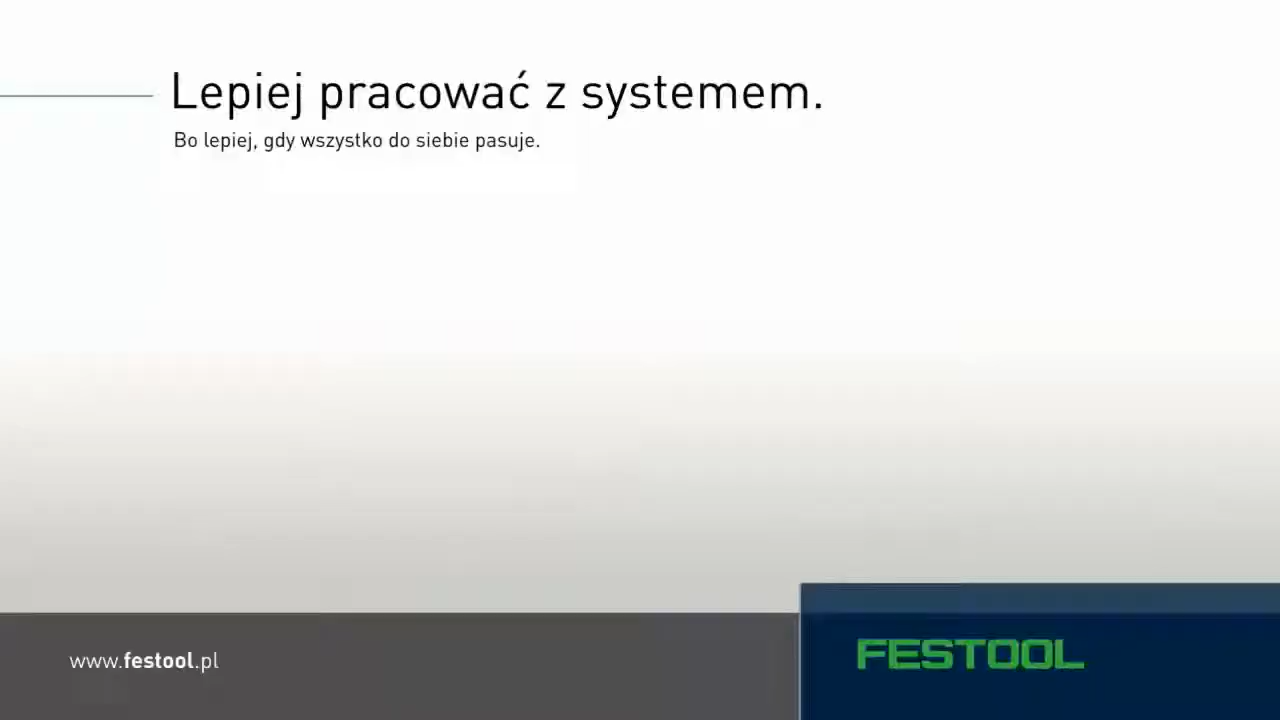 Lepiej pracować z systemem.
Bo lepiej, gdy wszystko do siebie pasuje.
www.festool.pl
FESTOOL